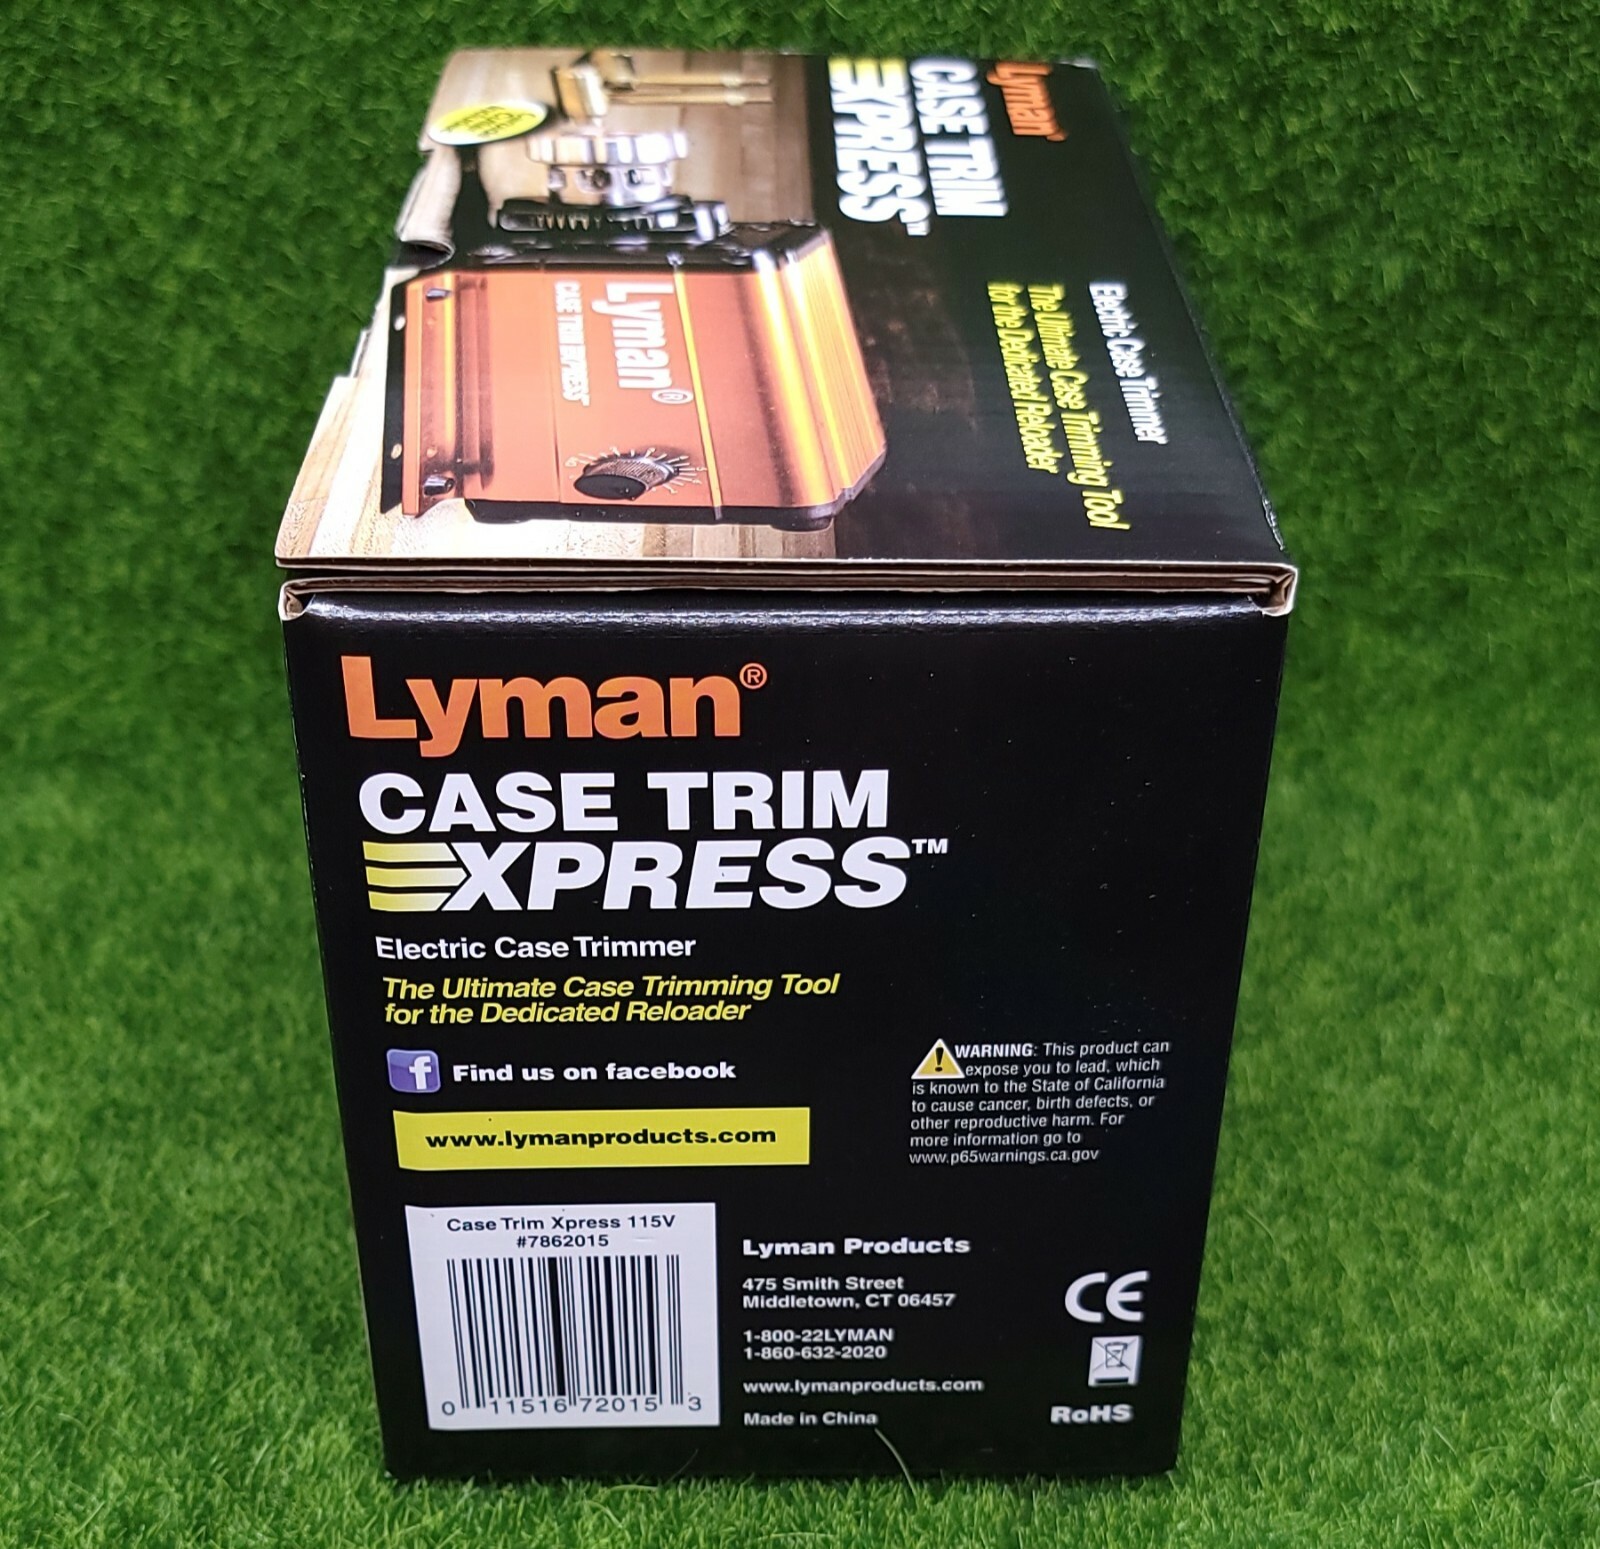 Lyman
CASE TRIM
EXPRESS™
Electric Case Trimmer
The Ultimate Case Trimming Tool
for the Dedicated Reloader
Lyman®
CASE TRIM EXPRESS™
Lyman®
CASE TRIM
EXPRESS™
Electric Case Trimmer
The Ultimate Case Trimming Tool
for the Dedicated Reloader
f Find us on facebook
www.lymanproducts.com
WARNING: This product can
expose you to lead, which
is known to the State of California
to cause cancer, birth defects, or
other reproductive harm. For
more information go to
www.p65warnings.ca.gov
Case Trim Xpress 115V
#7862015
0 11516 72015 3
Lyman Products
475 Smith Street
Middletown, CT 06457
1-800-22LYMAN
1-860-632-2020
www.lymanproducts.com
Made in China
CE
RoHS